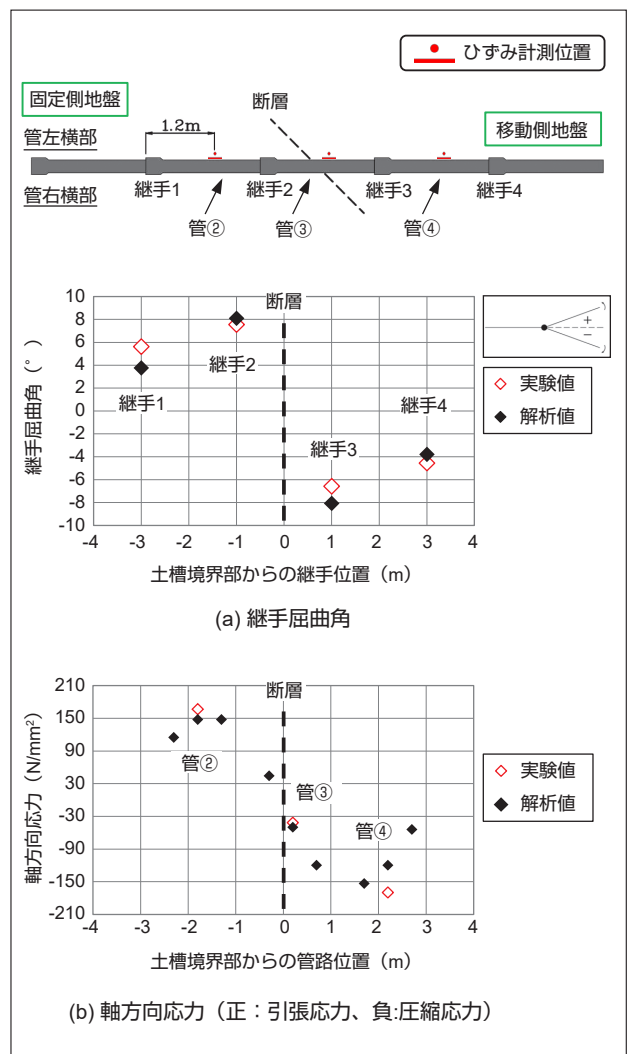 ひずみ計測位置
固定側地盤
断層
移動側地盤
1.2m
管左横部
管右横部
継手1
継手2
継手3
継手4
管②
管③
管④
断層
10
8
6
4
2
0
-2
-4
-6
-8
-10
継手屈曲角（°）
継手1
継手2
継手3
継手4
+
−
実験値
解析値
-4 -3 -2 -1 0 1 2 3 4
土槽境界部からの継手位置（m）
(a) 継手屈曲角
断層
210
150
90
30
-30
-90
-150
-210
軸方向応力（N/mm²）
管②
管③
管④
実験値
解析値
-4 -3 -2 -1 0 1 2 3 4
土槽境界部からの管路位置（m）
(b) 軸方向応力（正：引張応力、負:圧縮応力）